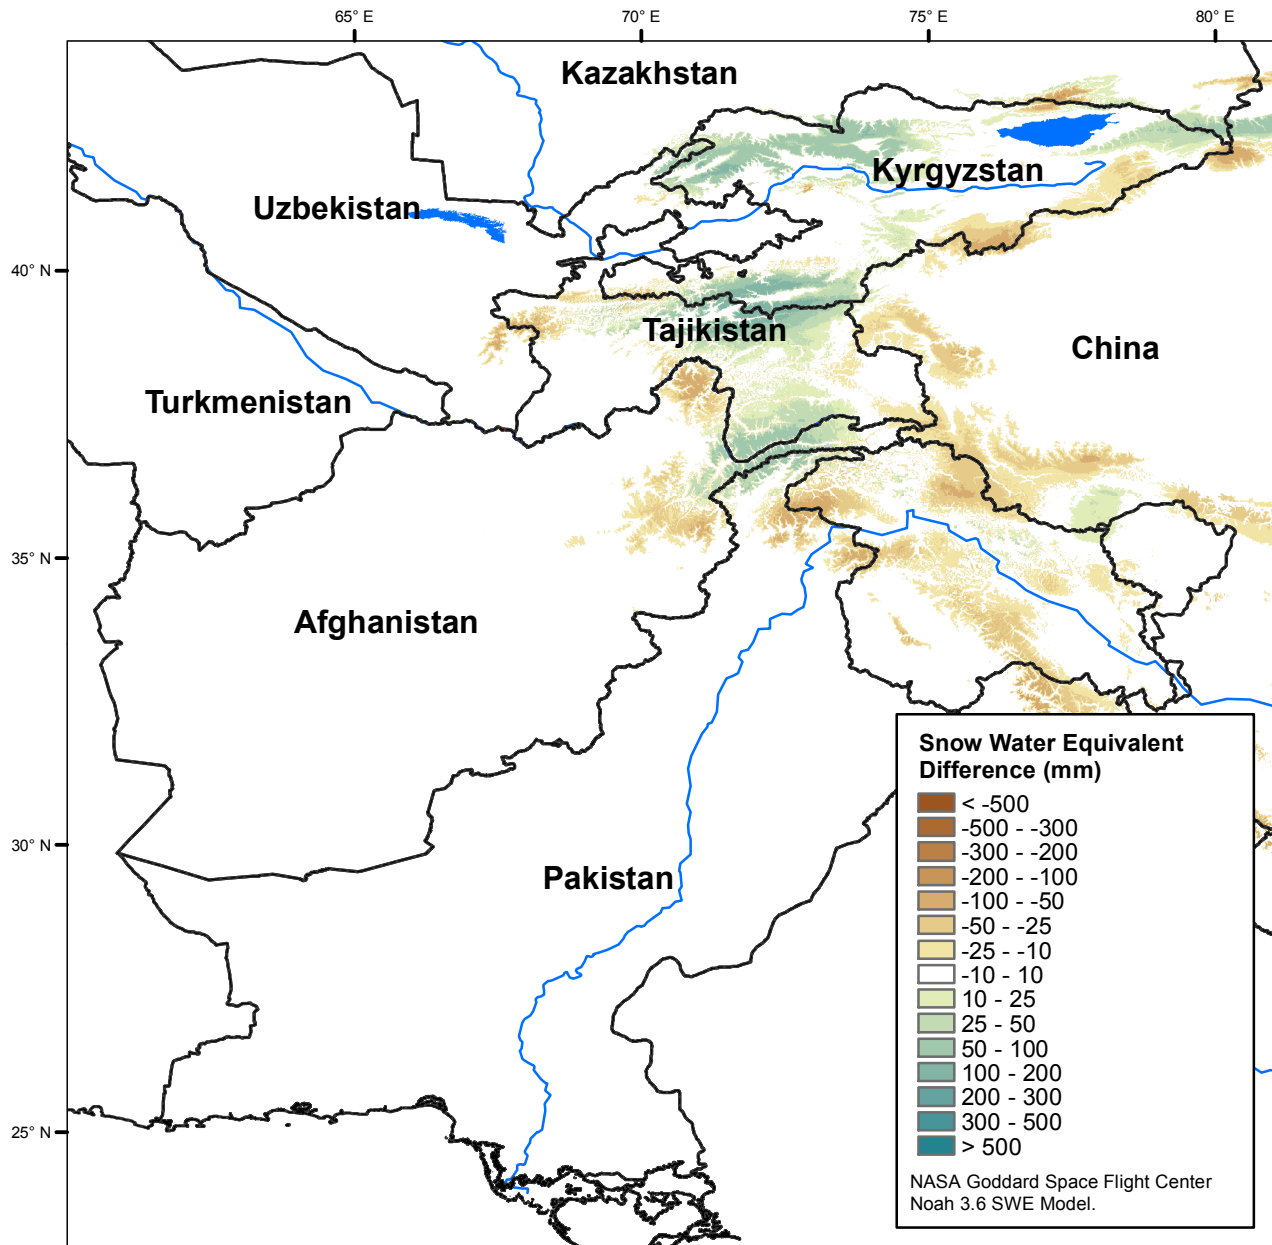 65° E
70° E
75° E
80° E
Kazakhstan
Kyrgyzstan
Uzbekistan
40° N
Tajikistan
China
Turkmenistan
35° N
Afghanistan
Snow Water Equivalent
Difference (mm)
< -500
-500 - -300
-300 - -200
-200 - -100
-100 - -50
-50 - -25
-25 - -10
-10 - 10
10 - 25
25 - 50
50 - 100
100 - 200
200 - 300
300 - 500
> 500
NASA Goddard Space Flight Center
Noah 3.6 SWE Model.
30° N
Pakistan
25° N